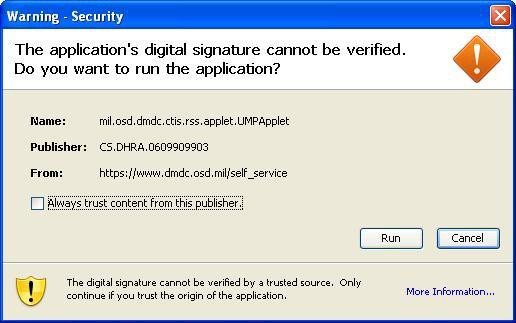 Warning - Security
The application's digital signature cannot be verified.
Do you want to run the application?
Name: mil.osd.dmdc.ctis.rss.applet.UMPApplet
Publisher: CS.DHRA.0609909903
From: https://www.dmdc.osd.mil/self_service
Always trust content from this publisher.
Run Cancel
The digital signature cannot be verified by a trusted source. Only
continue if you trust the origin of the application.
More Information...